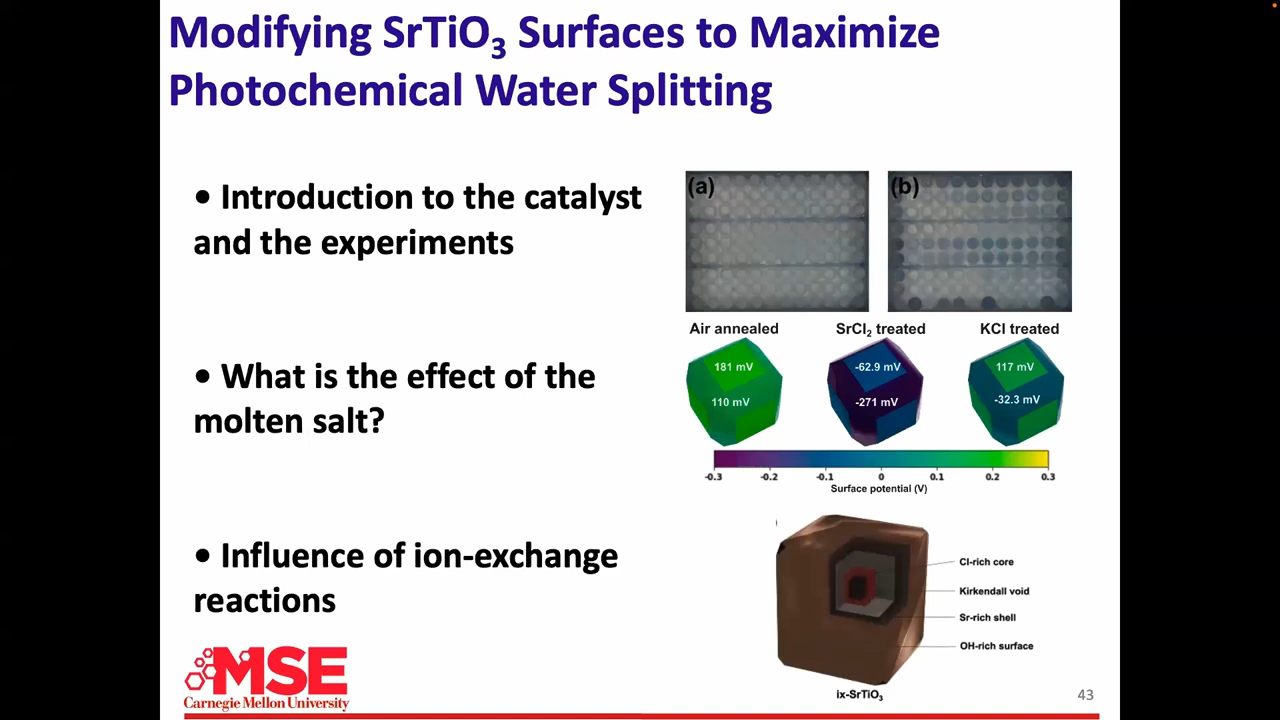 Modifying SrTiO₃ Surfaces to Maximize
Photochemical Water Splitting
• Introduction to the catalyst
and the experiments
• What is the effect of the
molten salt?
• Influence of ion-exchange
reactions
(a)
(b)
Air annealed
SrCl₂ treated
KCl treated
181 mV
110 mV
-62.9 mV
-271 mV
117 mV
-32.3 mV
-0.3 -0.2 -0.1 0 0.1 0.2 0.3
Surface potential (V)
Cl-rich core
Kirkendall void
Sr-rich shell
OH-rich surface
ix-SrTiO₃
MSE
Carnegie Mellon University
43